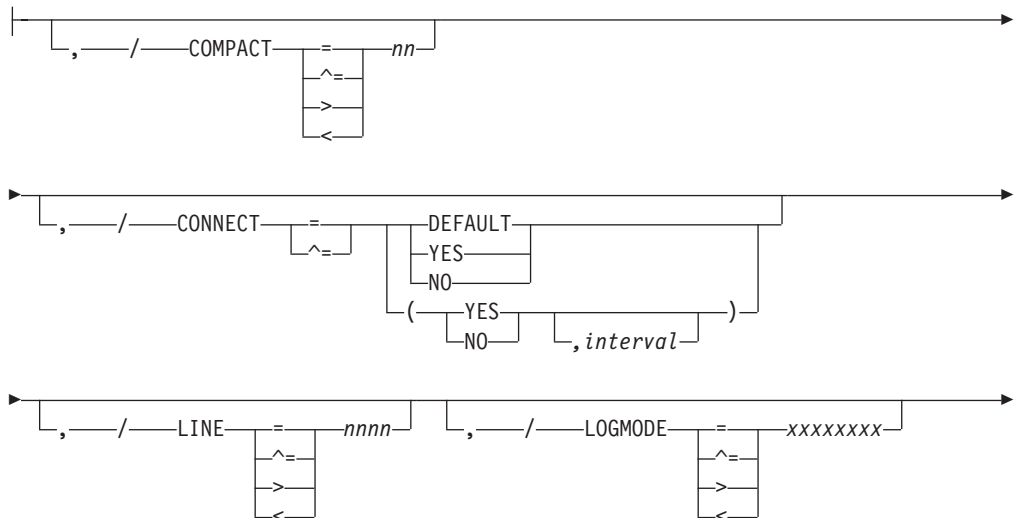 , / COMPACT = nn
^=
>
<
, / CONNECT = DEFAULT
^= YES
NO
( YES )
NO ,interval
, / LINE = nnnn , / LOGMODE = xxxxxxxx
^= ^=
> >
< <